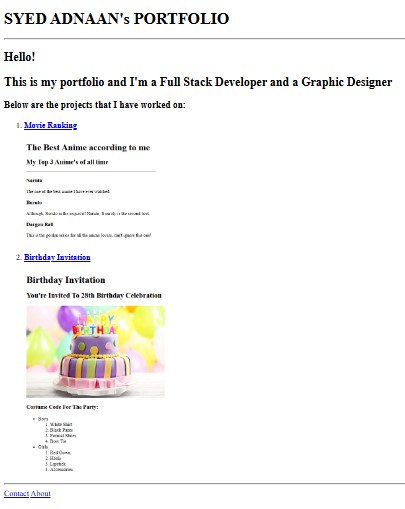 SYED ADNAAN's PORTFOLIO
Hello!
This is my portfolio and I'm a Full Stack Developer and a Graphic Designer
Below are the projects that I have worked on:
1. Movie Ranking
The Best Anime according to me
My Top 3 Anime's of all time
Naruto
The one of the best anime I have ever watched
Boruto
Although, Boruto is the sequel of Naruto. It surely is the second best.
Dargon Ball
This is the golden series for all the anime lovers, don't ignore this one!
2. Birthday Invitation
Birthday Invitation
You're Invited To 28th Birthday Celebration
BIRTHDAY
Costume Code For The Party:
Boys
1. White Shirt
2. Black Pants
3. Formal Shoes
4. Bow Tie
Girls
1. Red Gown
2. Heels
3. Lipstick
4. Accessories
Contact About